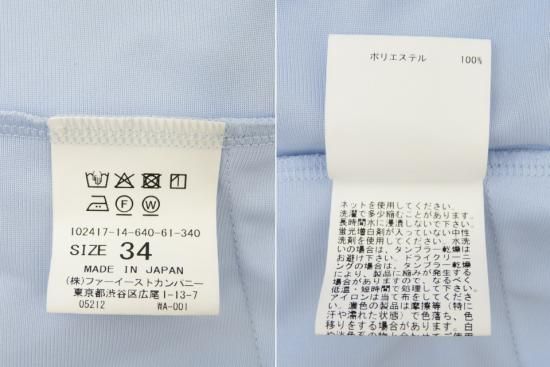 102417-14-640-61-340
SIZE 34
MADE IN JAPAN
(株)ファーイーストカンパニー
東京都渋谷区広尾1-13-7
05212 WA-001
ポリエステル 100%
ネットを使用してください。
洗濯で多少縮むことがあります。
長時間水に浸漬しないで下さい。
蛍光増白剤が入っていない中性
洗剤を使用してください。水洗
いの場合は、タンブラー乾燥は
お避け下さい。ドライクリーニ
ングの場合は、タンブラー乾燥
により、製品に縮みが発生する
場合がありますので、なるべく
低温・短時間で処理して下さい。
アイロンは当て布をしてくださ
い。濃色の製品は摩擦等(特に
汗や濡れた状態)で色落ち、色
移りをする場合があります。白